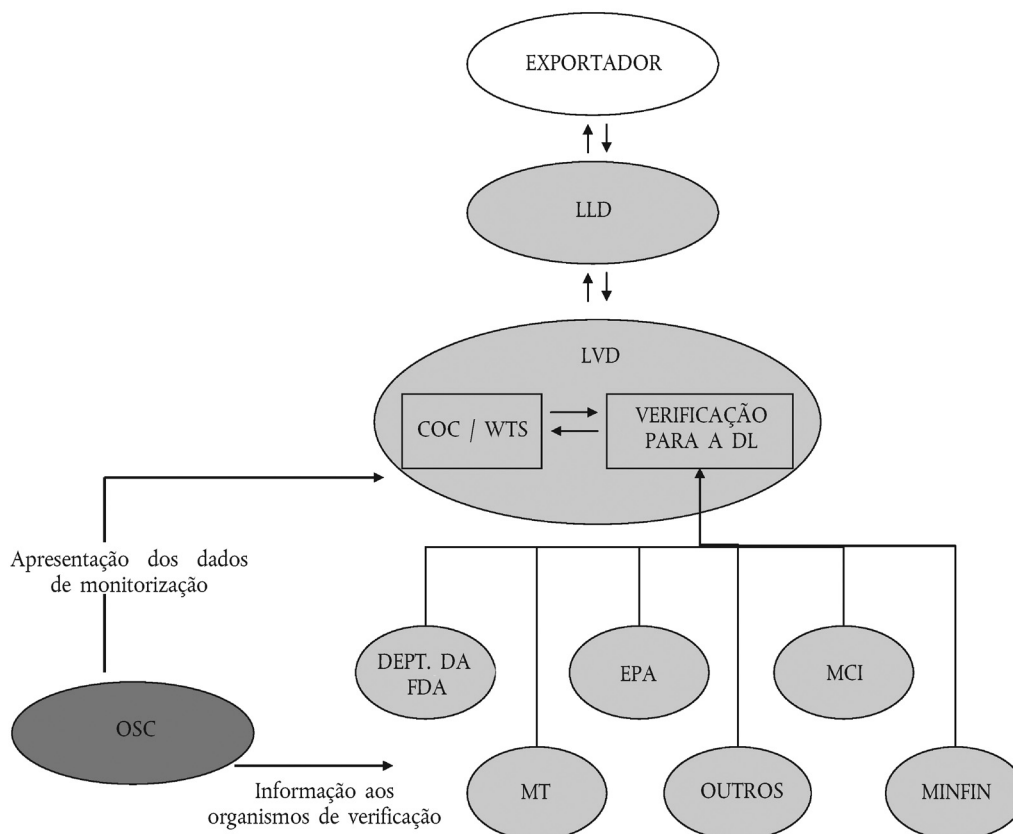 EXPORTADOR
LLD
LVD
COC / WTS
VERIFICAÇÃO
PARA A DL
Apresentação dos dados
de monitorização
DEPT. DA
FDA
EPA
MCI
OSC
MT
OUTROS
MINFIN
Informação aos
organismos de verificação